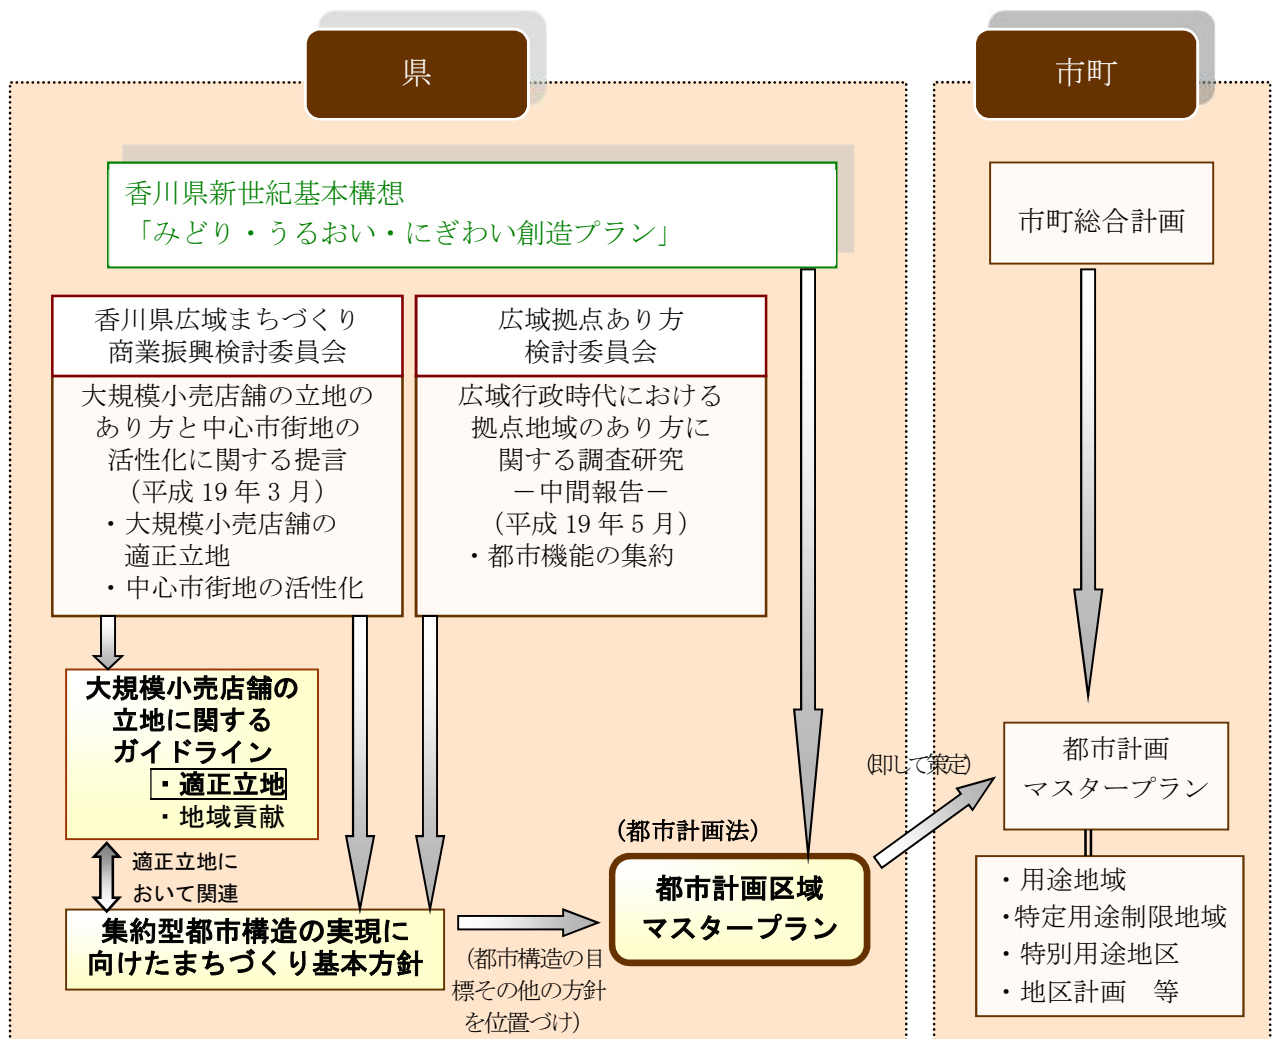 県
市町
香川県新世紀基本構想
「みどり・うるおい・にぎわい創造プラン」
市町総合計画
香川県広域まちづくり
商業振興検討委員会
大規模小売店舗の立地の
あり方と中心市街地の
活性化に関する提言
（平成 19 年 3 月）
・大規模小売店舗の
適正立地
・中心市街地の活性化
広域拠点あり方
検討委員会
広域行政時代における
拠点地域のあり方に
関する調査研究
－中間報告－
（平成 19 年 5 月）
・都市機能の集約
大規模小売店舗の
立地に関する
ガイドライン
・適正立地
・地域貢献
適正立地に
おいて関連
集約型都市構造の実現に
向けたまちづくり基本方針
（都市構造の目
標その他の方針
を位置づけ）
（都市計画法）
都市計画区域
マスタープラン
（即して策定）
都市計画
マスタープラン
・用途地域
・特定用途制限地域
・特別用途地区
・地区計画　等